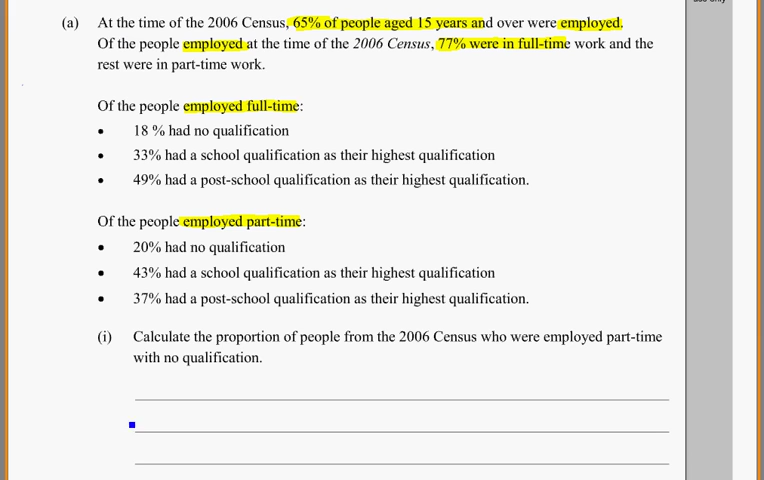 (a) At the time of the 2006 Census, 65% of people aged 15 years and over were employed.
Of the people employed at the time of the 2006 Census, 77% were in full-time work and the
rest were in part-time work.
Of the people employed full-time:
• 18 % had no qualification
• 33% had a school qualification as their highest qualification
• 49% had a post-school qualification as their highest qualification.
Of the people employed part-time:
• 20% had no qualification
• 43% had a school qualification as their highest qualification
• 37% had a post-school qualification as their highest qualification.
(i) Calculate the proportion of people from the 2006 Census who were employed part-time
with no qualification.